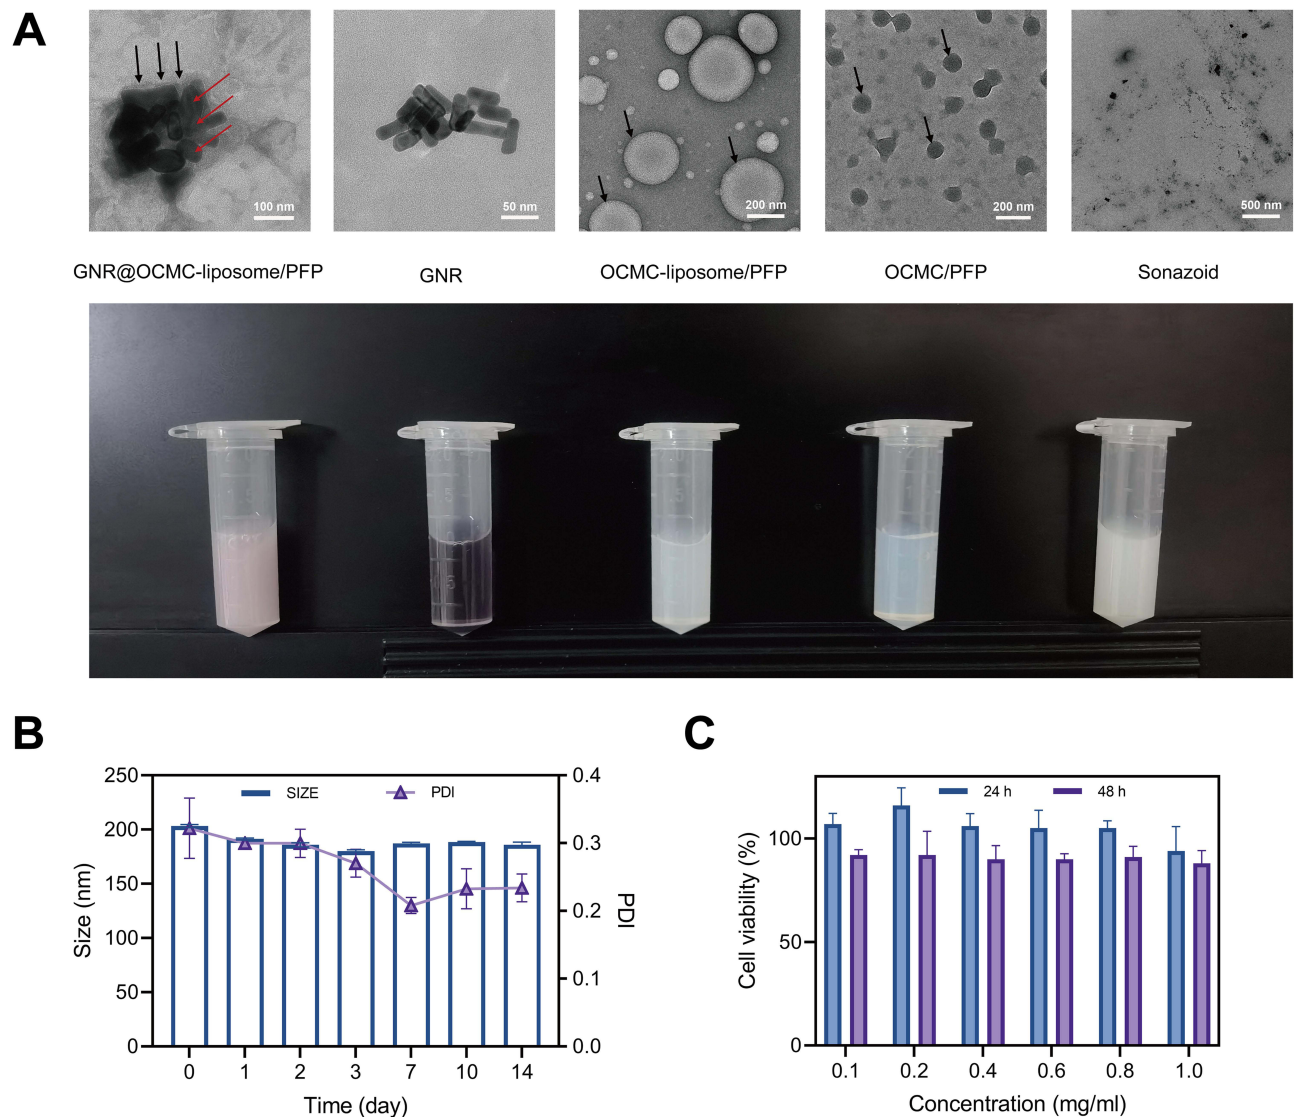 A
100 nm
50 nm
200 nm
200 nm
500 nm
GNR@OCMC-liposome/PFP
GNR
OCMC-liposome/PFP
OCMC/PFP
Sonazoid
B
SIZE
PDI
250
200
150
100
50
0
Size (nm)
0.4
0.3
0.2
0.1
0.0
PDI
0 1 2 3 7 10 14
Time (day)
C
24 h
48 h
100
50
0
Cell viability (%)
0.1 0.2 0.4 0.6 0.8 1.0
Concentration (mg/ml)